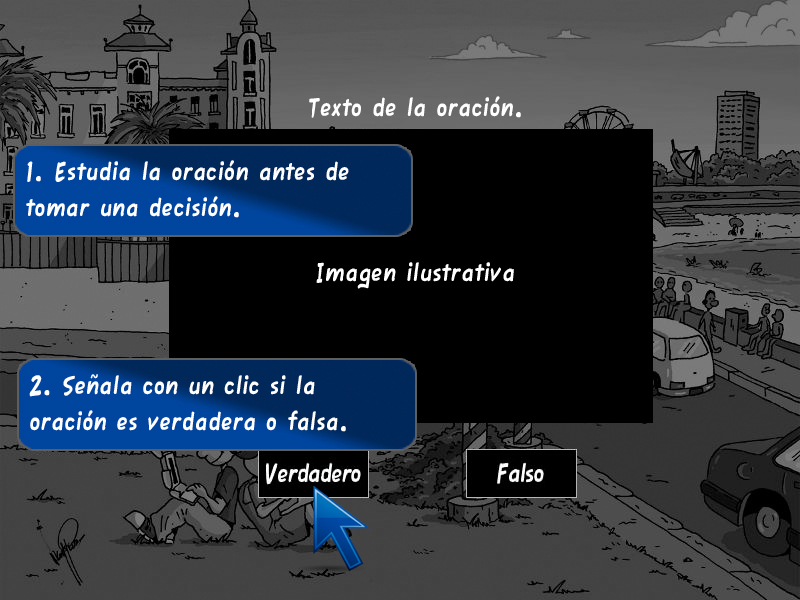 Texto de la oración.
1. Estudia la oración antes de
tomar una decisión.
Imagen ilustrativa
2. Señala con un clic si la
oración es verdadera o falsa.
Verdadero
Falso